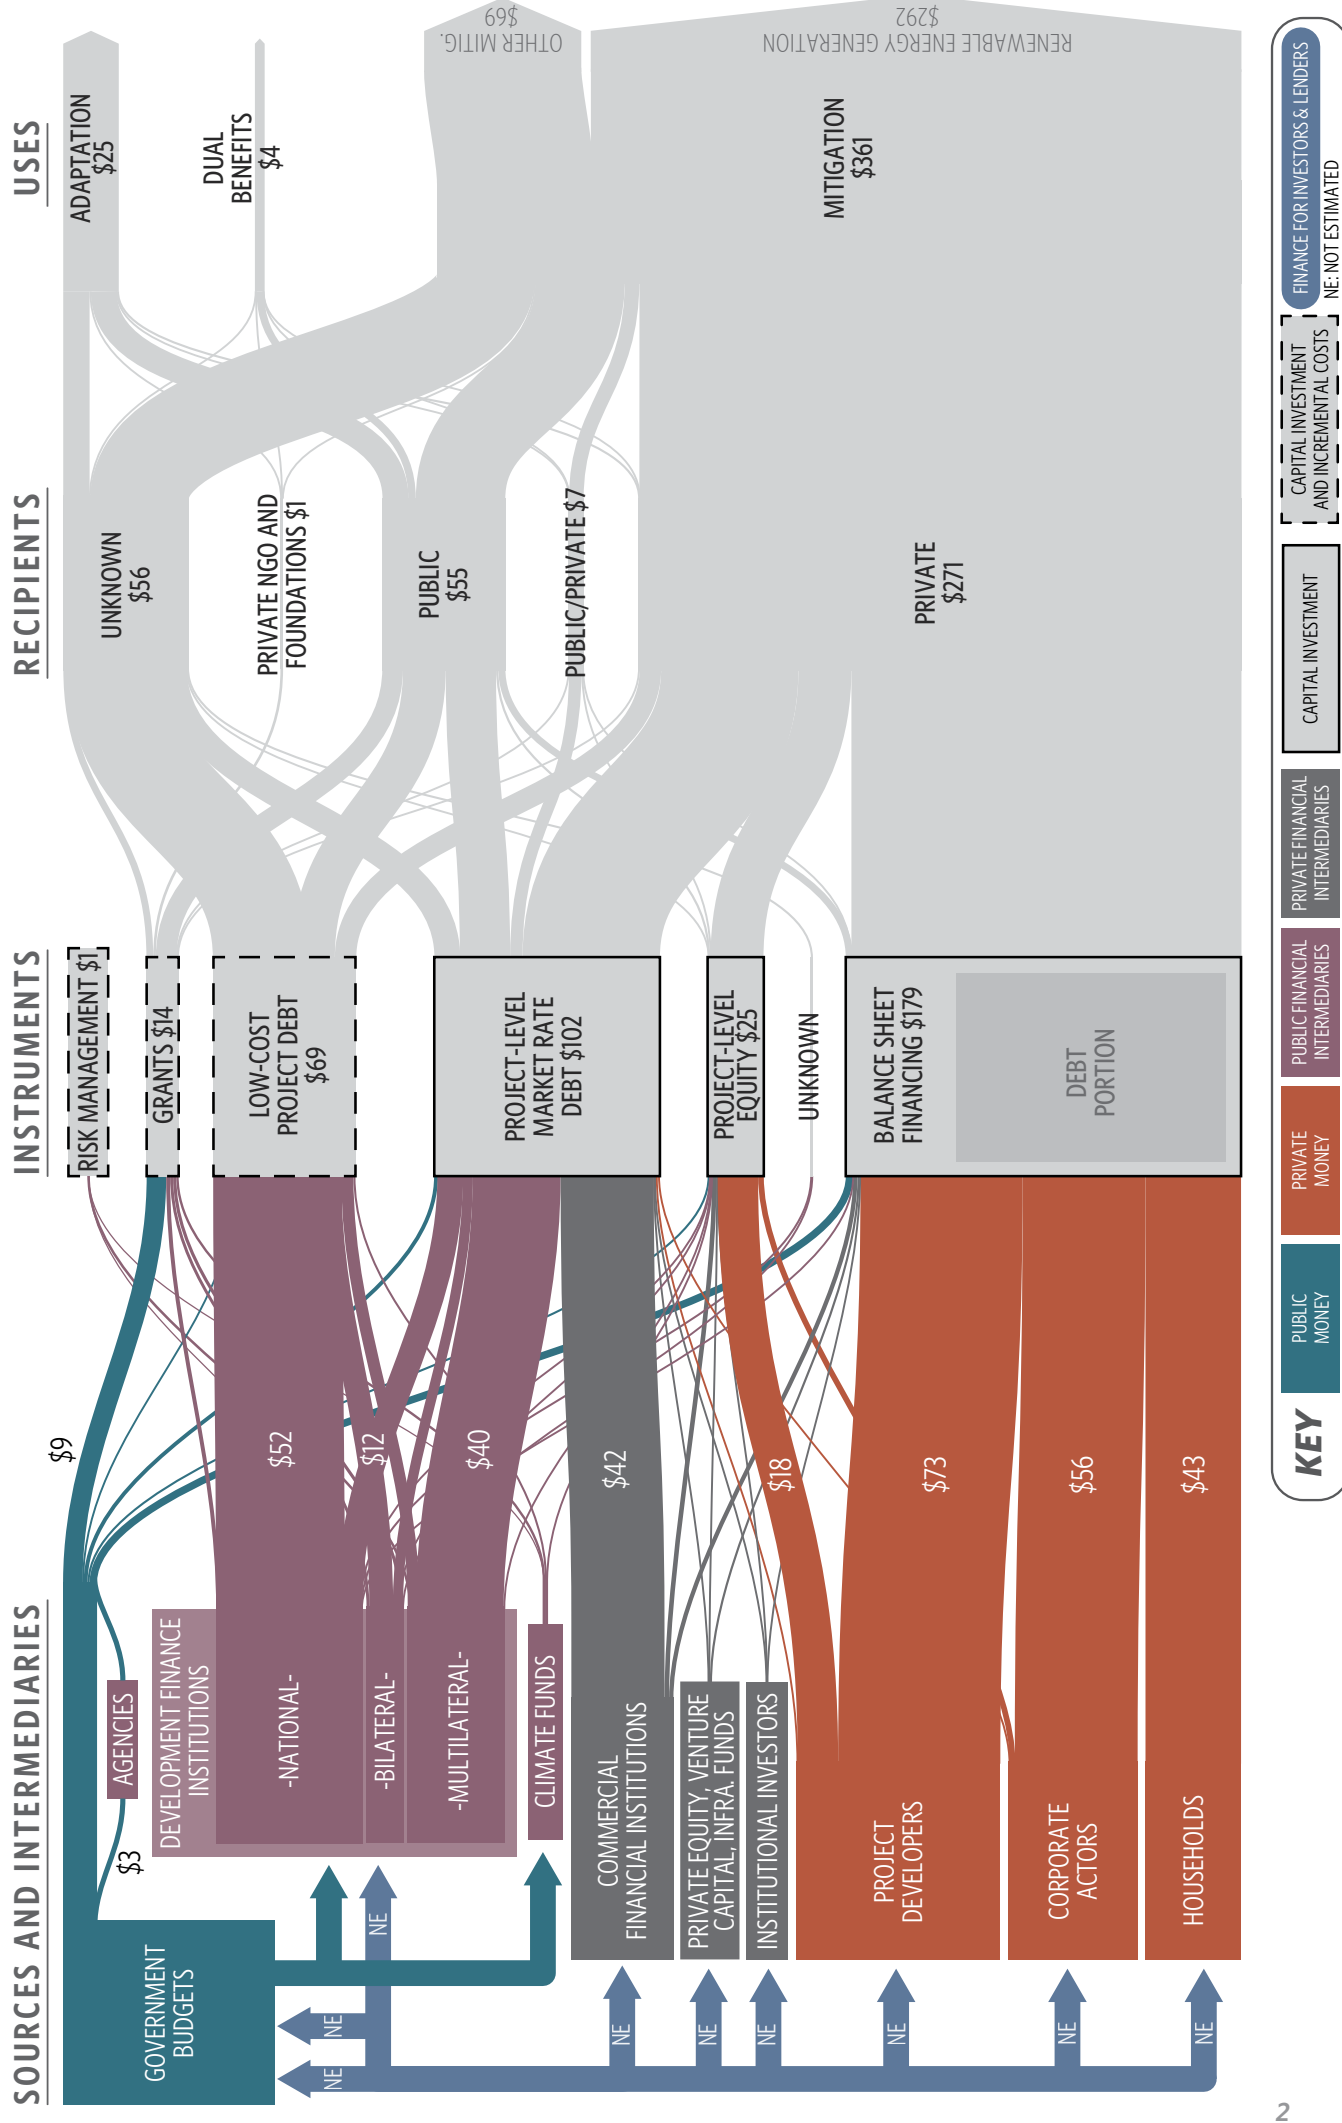 SOURCES AND INTERMEDIARIES
INSTRUMENTS
RECIPIENTS
USES
GOVERNMENT
BUDGETS
NE
NE
NE
$3
AGENCIES
$9
DEVELOPMENT FINANCE
INSTITUTIONS
-NATIONAL-
-BILATERAL-
-MULTILATERAL-
CLIMATE FUNDS
$52
$12
$40
NE
COMMERCIAL
FINANCIAL INSTITUTIONS
$42
NE
PRIVATE EQUITY, VENTURE
CAPITAL, INFRA. FUNDS
NE
INSTITUTIONAL INVESTORS
NE
PROJECT
DEVELOPERS
$18
$73
NE
CORPORATE
ACTORS
$56
NE
HOUSEHOLDS
$43
RISK MANAGEMENT $1
GRANTS $14
LOW-COST
PROJECT DEBT
$69
PROJECT-LEVEL
MARKET RATE
DEBT $102
PROJECT-LEVEL
EQUITY $25
UNKNOWN
BALANCE SHEET
FINANCING $179
DEBT
PORTION
UNKNOWN
$56
PRIVATE NGO AND
FOUNDATIONS $1
PUBLIC
$55
PUBLIC/PRIVATE $7
PRIVATE
$271
ADAPTATION
$25
DUAL
BENEFITS
$4
MITIGATION
$361
OTHER MITIG.
$69
RENEWABLE ENERGY GENERATION
$292
KEY
PUBLIC
MONEY
PRIVATE
MONEY
PUBLIC FINANCIAL
INTERMEDIARIES
PRIVATE FINANCIAL
INTERMEDIARIES
CAPITAL INVESTMENT
CAPITAL INVESTMENT
AND INCREMENTAL COSTS
FINANCE FOR INVESTORS & LENDERS
NE: NOT ESTIMATED
2